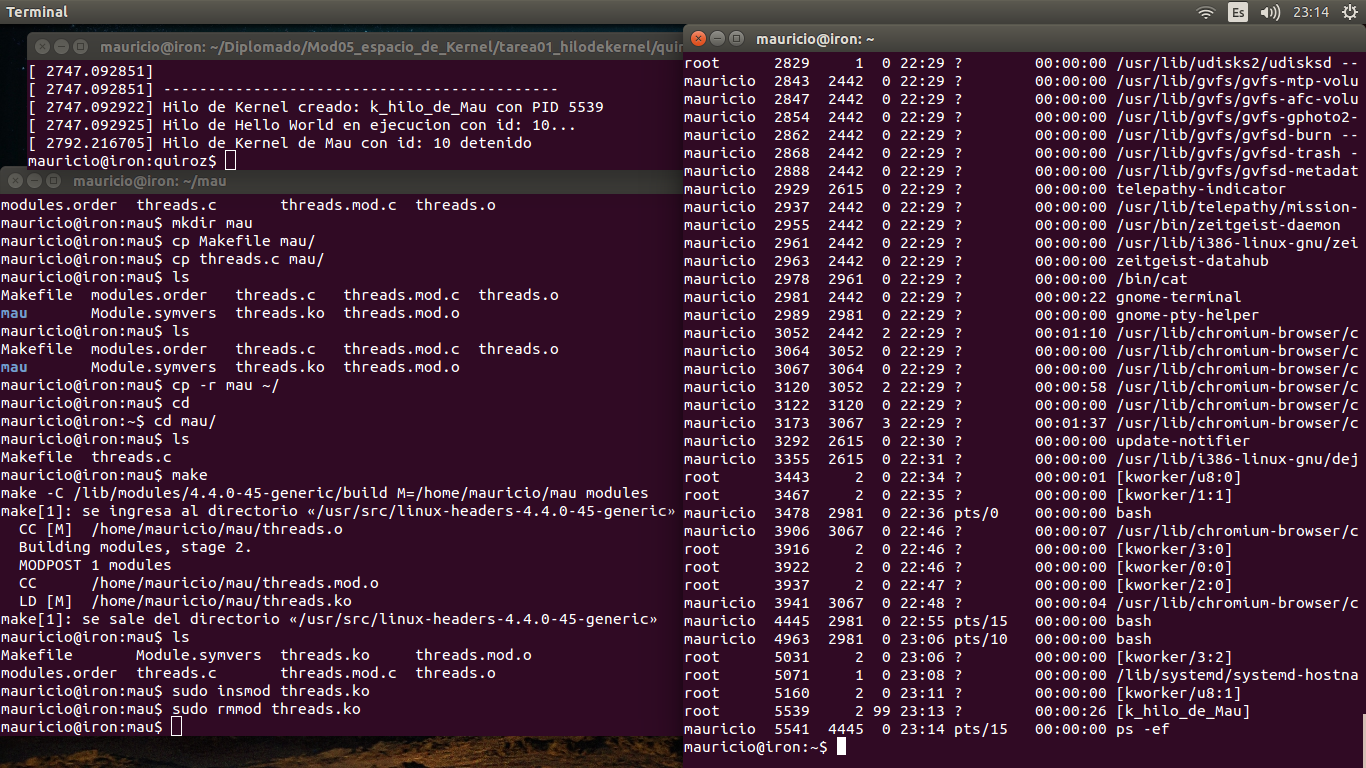 Terminal
Es
23:14
mauricio@iron: ~/Diplomado/Mod05_espacio_de_Kernel/tarea01_hilodekernel/quir
[ 2747.092851]
[ 2747.092851] --------------------------------------------
[ 2747.092922] Hilo de Kernel creado: k_hilo_de_Mau con PID 5539
[ 2747.092925] Hilo de Hello World en ejecucion con id: 10...
[ 2792.216705] Hilo de Kernel de Mau con id: 10 detenido
mauricio@iron:quiroz$
mauricio@iron: ~/mau
modules.order  threads.c       threads.mod.c  threads.o
mauricio@iron:mau$ mkdir mau
mauricio@iron:mau$ cp Makefile mau/
mauricio@iron:mau$ cp threads.c mau/
mauricio@iron:mau$ ls
Makefile  modules.order   threads.c   threads.mod.c  threads.o
mau       Module.symvers  threads.ko  threads.mod.o
mauricio@iron:mau$ ls
Makefile  modules.order   threads.c   threads.mod.c  threads.o
mau       Module.symvers  threads.ko  threads.mod.o
mauricio@iron:mau$ cp -r mau ~/
mauricio@iron:mau$ cd
mauricio@iron:~$ cd mau/
mauricio@iron:mau$ ls
Makefile  threads.c
mauricio@iron:mau$ make
make -C /lib/modules/4.4.0-45-generic/build M=/home/mauricio/mau modules
make[1]: se ingresa al directorio «/usr/src/linux-headers-4.4.0-45-generic»
  CC [M]  /home/mauricio/mau/threads.o
  Building modules, stage 2.
  MODPOST 1 modules
  CC      /home/mauricio/mau/threads.mod.o
  LD [M]  /home/mauricio/mau/threads.ko
make[1]: se sale del directorio «/usr/src/linux-headers-4.4.0-45-generic»
mauricio@iron:mau$ ls
Makefile       Module.symvers  threads.ko     threads.mod.o
modules.order  threads.c       threads.mod.c  threads.o
mauricio@iron:mau$ sudo insmod threads.ko
mauricio@iron:mau$ sudo rmmod threads.ko
mauricio@iron:mau$
mauricio@iron: ~
root      2829     1  0 22:29 ?        00:00:00 /usr/lib/udisks2/udisksd --
mauricio  2843  2442  0 22:29 ?        00:00:00 /usr/lib/gvfs/gvfs-mtp-volu
mauricio  2847  2442  0 22:29 ?        00:00:00 /usr/lib/gvfs/gvfs-afc-volu
mauricio  2854  2442  0 22:29 ?        00:00:00 /usr/lib/gvfs/gvfs-gphoto2-
mauricio  2862  2442  0 22:29 ?        00:00:00 /usr/lib/gvfs/gvfsd-burn --
mauricio  2868  2442  0 22:29 ?        00:00:00 /usr/lib/gvfs/gvfsd-trash -
mauricio  2888  2442  0 22:29 ?        00:00:00 /usr/lib/gvfs/gvfsd-metadat
mauricio  2929  2615  0 22:29 ?        00:00:00 telepathy-indicator
mauricio  2937  2442  0 22:29 ?        00:00:00 /usr/lib/telepathy/mission-
mauricio  2955  2442  0 22:29 ?        00:00:00 /usr/bin/zeitgeist-daemon
mauricio  2961  2442  0 22:29 ?        00:00:00 /usr/lib/i386-linux-gnu/zei
mauricio  2963  2442  0 22:29 ?        00:00:00 zeitgeist-datahub
mauricio  2978  2961  0 22:29 ?        00:00:00 /bin/cat
mauricio  2981  2442  0 22:29 ?        00:00:22 gnome-terminal
mauricio  2989  2981  0 22:29 ?        00:00:00 gnome-pty-helper
mauricio  3052  2442  2 22:29 ?        00:01:10 /usr/lib/chromium-browser/c
mauricio  3064  3052  0 22:29 ?        00:00:00 /usr/lib/chromium-browser/c
mauricio  3067  3064  0 22:29 ?        00:00:00 /usr/lib/chromium-browser/c
mauricio  3120  3052  2 22:29 ?        00:00:58 /usr/lib/chromium-browser/c
mauricio  3122  3120  0 22:29 ?        00:00:00 /usr/lib/chromium-browser/c
mauricio  3173  3067  3 22:29 ?        00:01:37 /usr/lib/chromium-browser/c
mauricio  3292  2615  0 22:30 ?        00:00:00 update-notifier
mauricio  3355  2615  0 22:31 ?        00:00:00 /usr/lib/i386-linux-gnu/dej
root      3443     2  0 22:34 ?        00:00:01 [kworker/u8:0]
root      3467     2  0 22:35 ?        00:00:00 [kworker/1:1]
mauricio  3478  2981  0 22:36 pts/0    00:00:00 bash
mauricio  3906  3067  0 22:46 ?        00:00:07 /usr/lib/chromium-browser/c
root      3916     2  0 22:46 ?        00:00:00 [kworker/3:0]
root      3922     2  0 22:46 ?        00:00:00 [kworker/0:0]
root      3937     2  0 22:47 ?        00:00:00 [kworker/2:0]
mauricio  3941  3067  0 22:48 ?        00:00:04 /usr/lib/chromium-browser/c
mauricio  4445  2981  0 22:55 pts/15   00:00:00 bash
mauricio  4963  2981  0 23:06 pts/10   00:00:00 bash
root      5031     2  0 23:06 ?        00:00:00 [kworker/3:2]
root      5071     1  0 23:08 ?        00:00:00 /lib/systemd/systemd-hostna
root      5160     2  0 23:11 ?        00:00:00 [kworker/u8:1]
root      5539     2 99 23:13 ?        00:00:26 [k_hilo_de_Mau]
mauricio  5541  4445  0 23:14 pts/15   00:00:00 ps -ef
mauricio@iron:~$